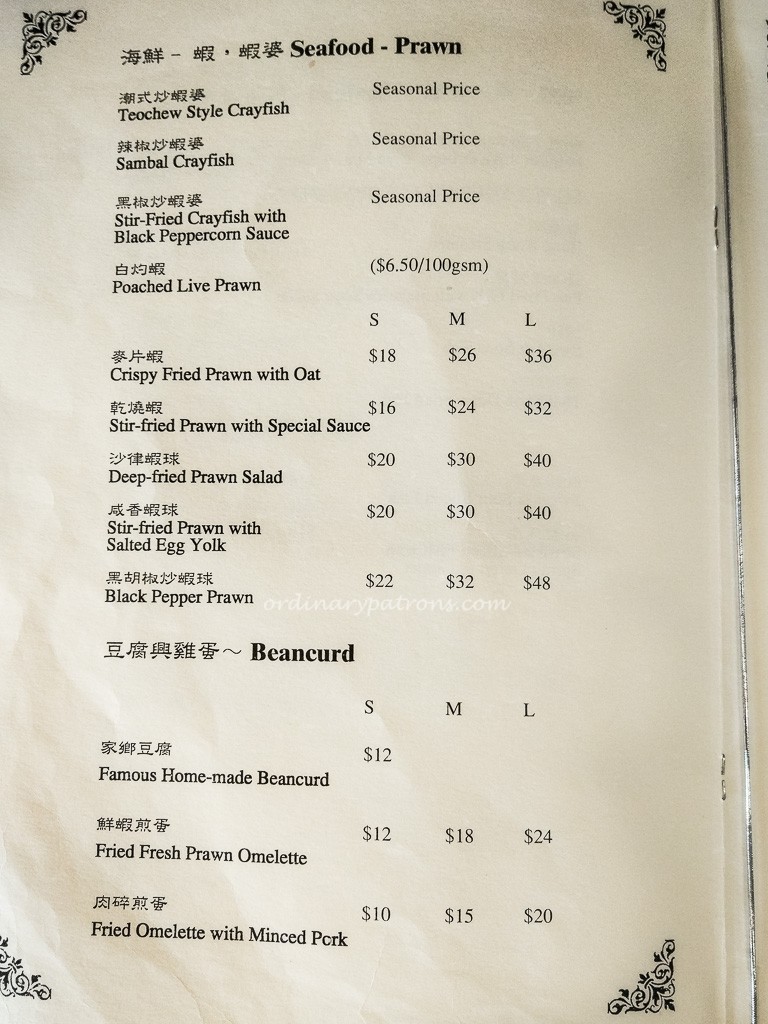 海鮮 - 蝦，蝦婆 Seafood - Prawn
潮式炒蝦婆
Teochew Style Crayfish
Seasonal Price
辣椒炒蝦婆
Sambal Crayfish
Seasonal Price
黑椒炒蝦婆
Stir-Fried Crayfish with
Black Peppercorn Sauce
Seasonal Price
白灼蝦
Poached Live Prawn
($6.50/100gsm)
S M L
麥片蝦
Crispy Fried Prawn with Oat
$18 $26 $36
乾燒蝦
Stir-fried Prawn with Special Sauce
$16 $24 $32
沙律蝦球
Deep-fried Prawn Salad
$20 $30 $40
咸香蝦球
Stir-fried Prawn with
Salted Egg Yolk
$20 $30 $40
黑胡椒炒蝦球
Black Pepper Prawn
$22 $32 $48
ordinarypatrons.com
豆腐興雞蛋～ Beancurd
S M L
家鄉豆腐
Famous Home-made Beancurd
$12
鮮蝦煎蛋
Fried Fresh Prawn Omelette
$12 $18 $24
肉碎煎蛋
Fried Omelette with Minced Pork
$10 $15 $20